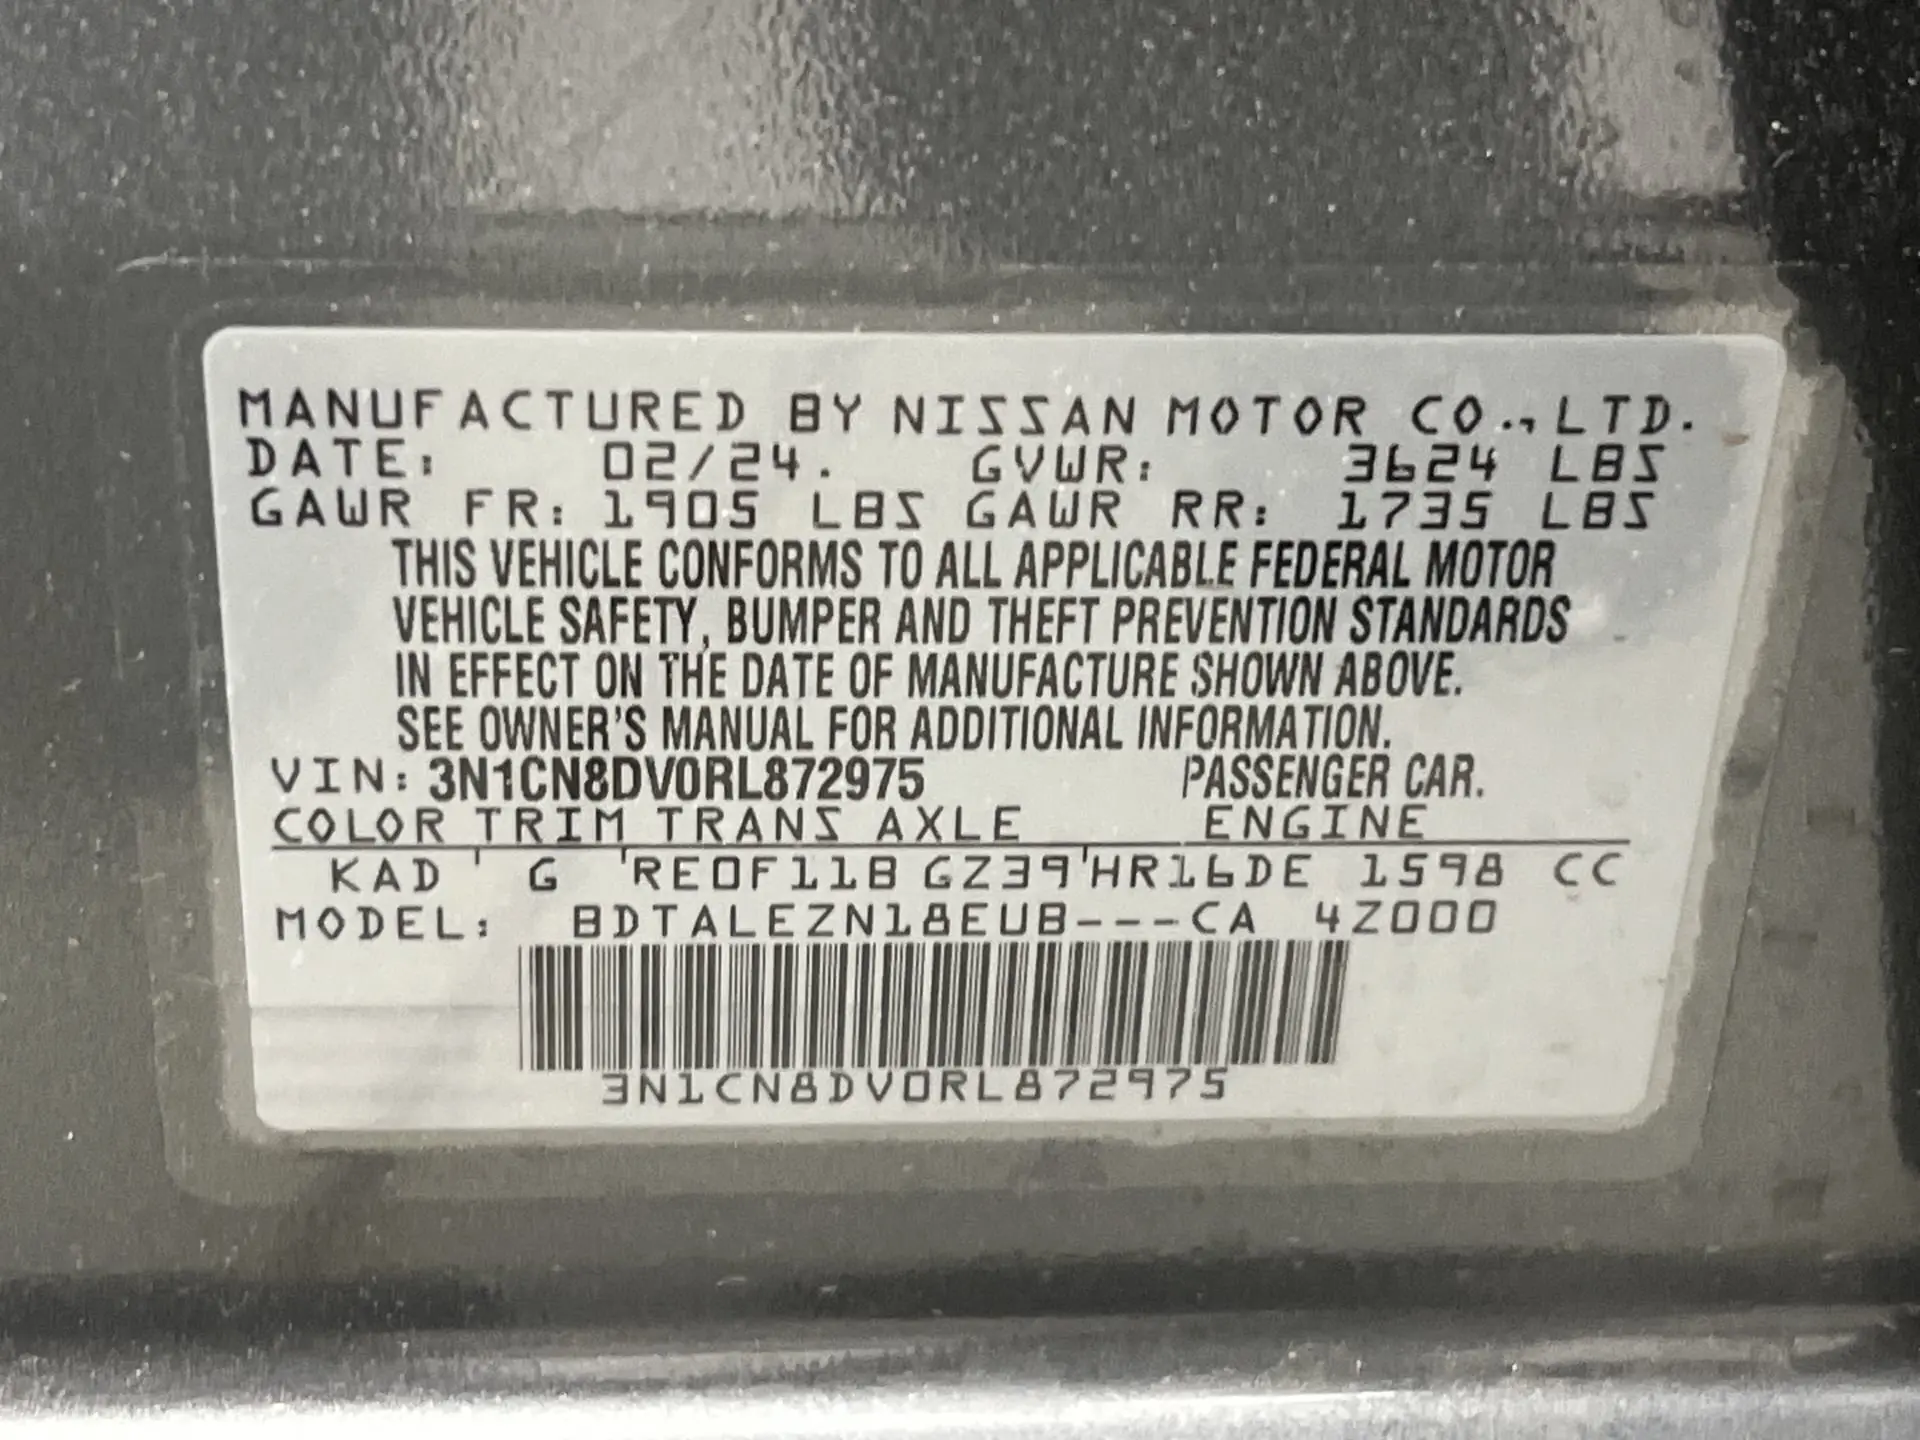 MANUFACTURED BY NISSAN MOTOR CO., LTD.
DATE: 02/24. GVWR: 3624 LBS
GAWR FR: 1905 LBS GAWR RR: 1735 LBS
THIS VEHICLE CONFORMS TO ALL APPLICABLE FEDERAL MOTOR
VEHICLE SAFETY, BUMPER AND THEFT PREVENTION STANDARDS
IN EFFECT ON THE DATE OF MANUFACTURE SHOWN ABOVE.
SEE OWNER'S MANUAL FOR ADDITIONAL INFORMATION.
VIN: 3N1CN8DV0RL872975 PASSENGER CAR.
COLOR TRIM TRANS AXLE ENGINE
KAD G RE0F11B GZ39 HR16DE 1598 CC
MODEL: BDTALEZN18EUB---CA 4Z000
3N1CN8DV0RL872975